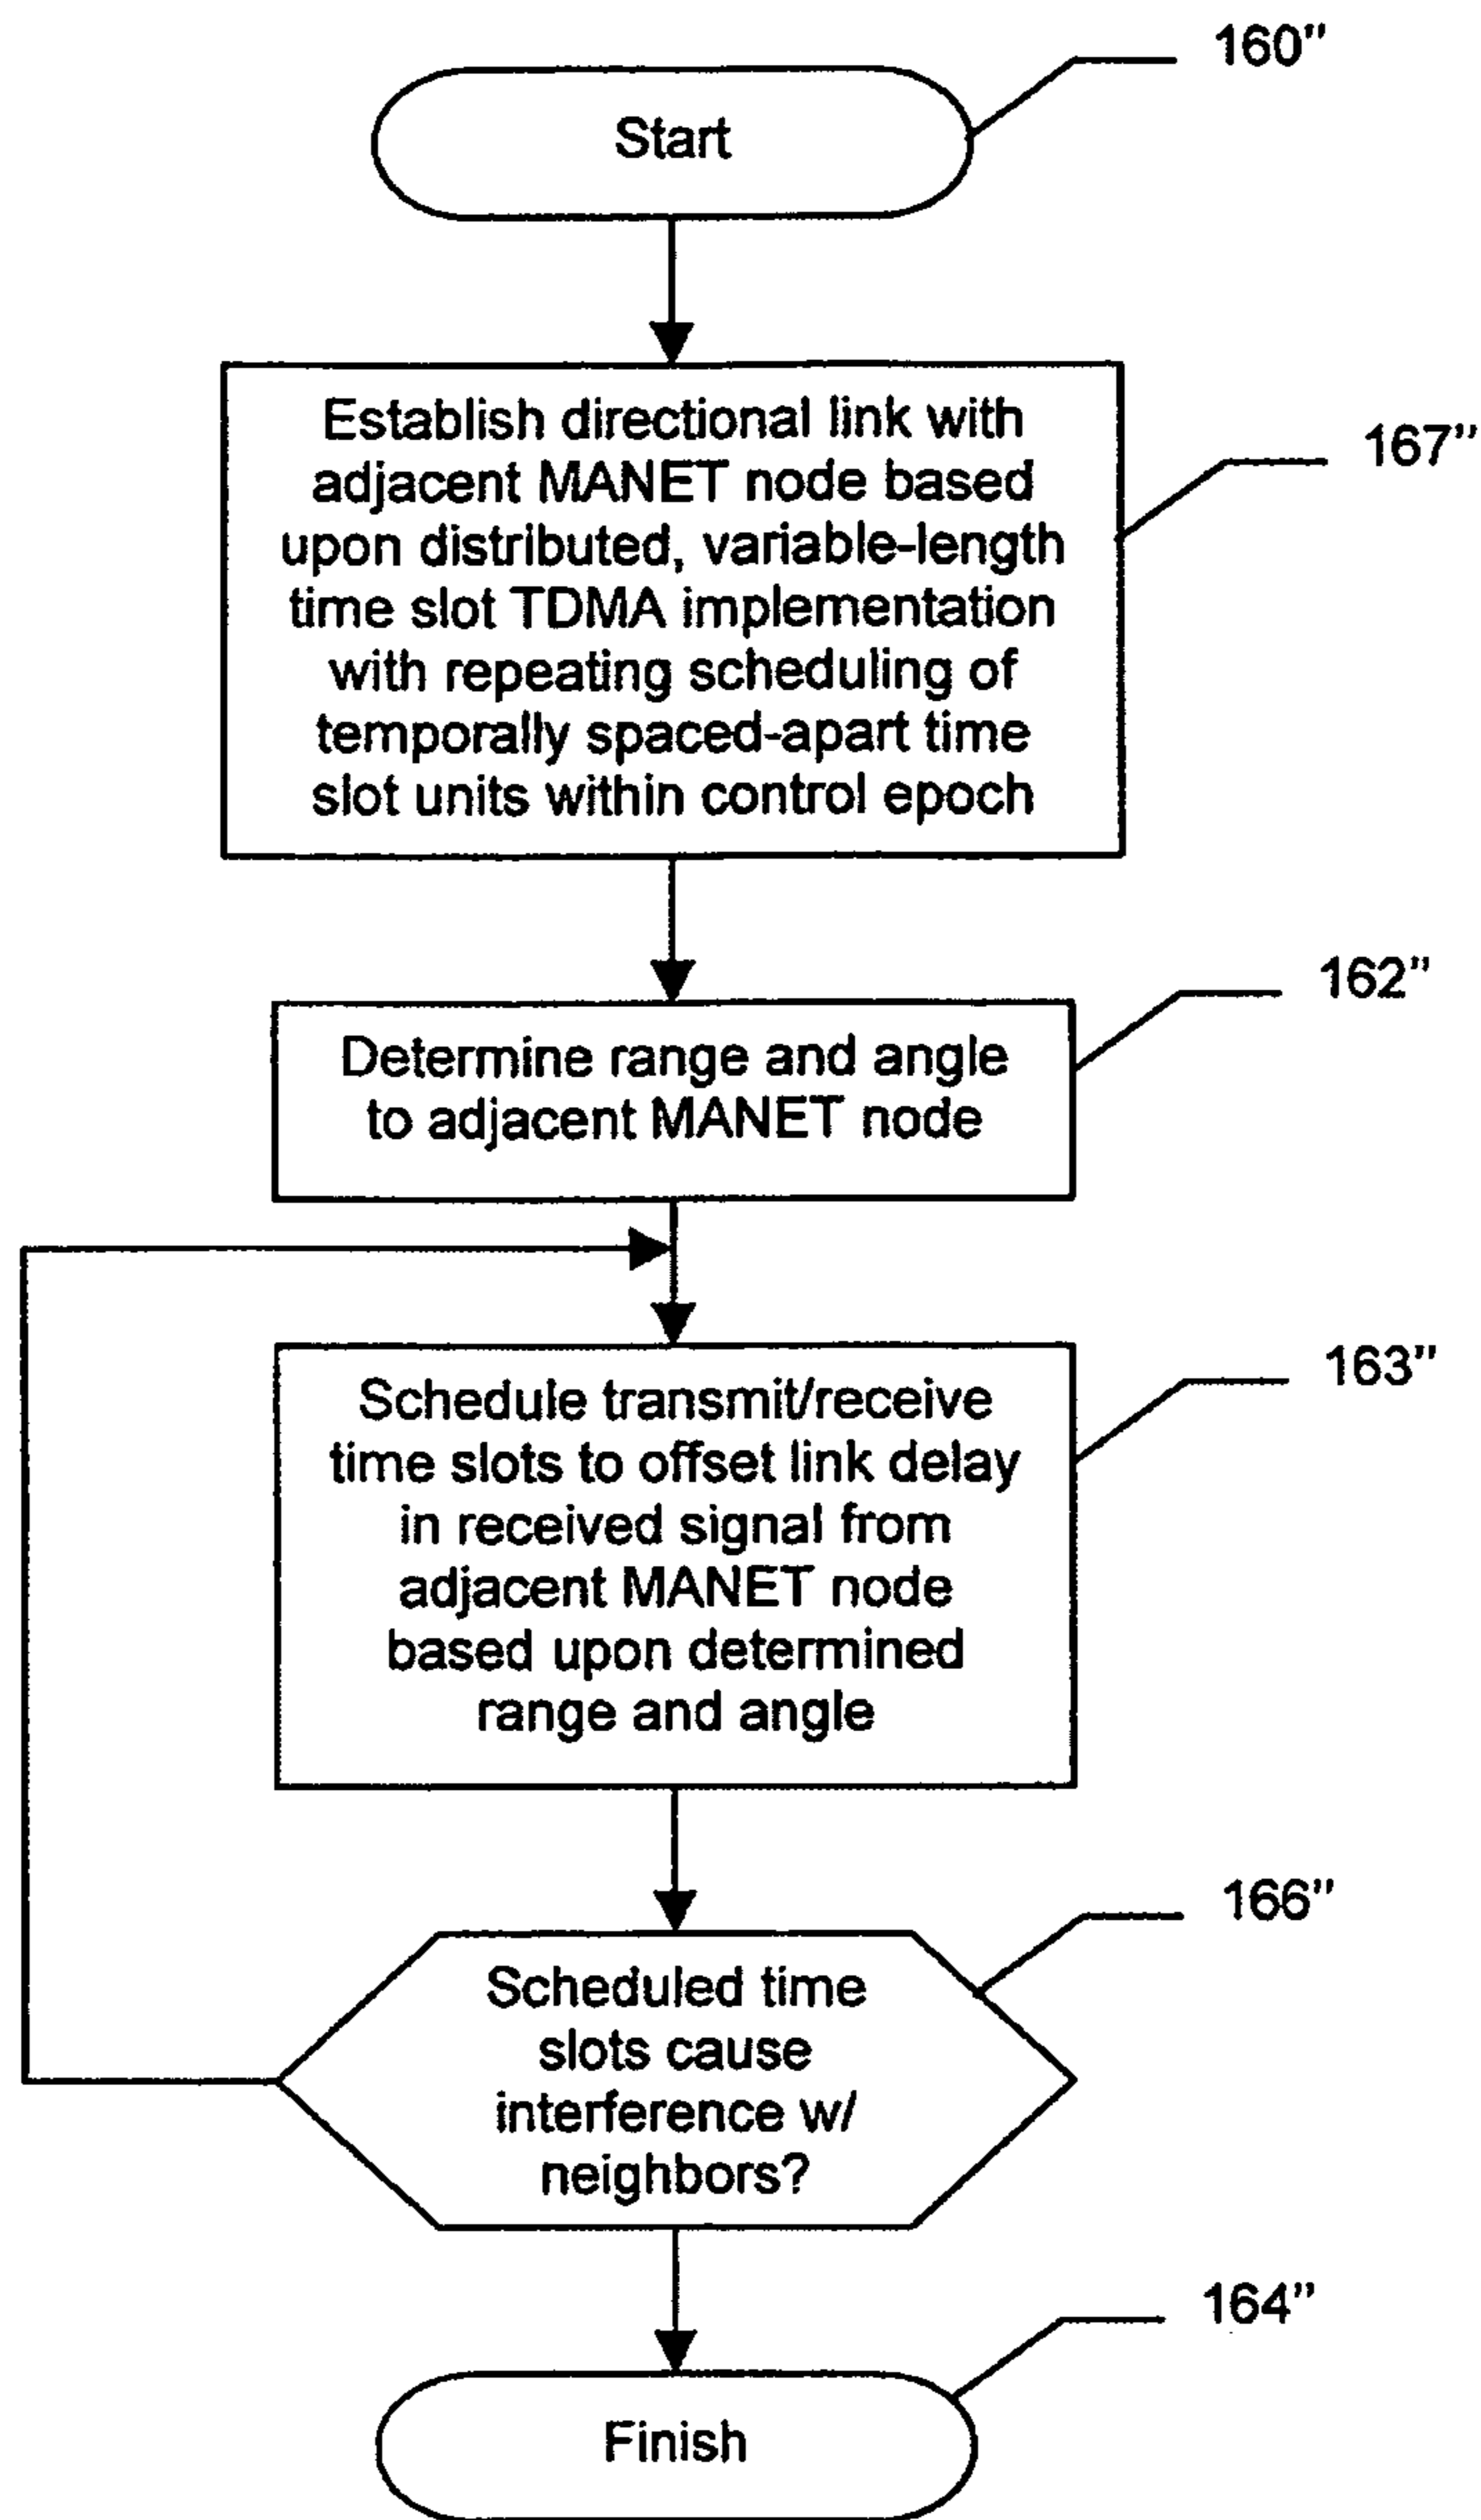 160"
Start
Establish directional link with
adjacent MANET node based
upon distributed, variable-length
time slot TDMA implementation
with repeating scheduling of
temporally spaced-apart time
slot units within control epoch
167"
162"
Determine range and angle
to adjacent MANET node
163"
Schedule transmit/receive
time slots to offset link delay
in received signal from
adjacent MANET node
based upon determined
range and angle
166"
Scheduled time
slots cause
interference w/
neighbors?
164"
Finish